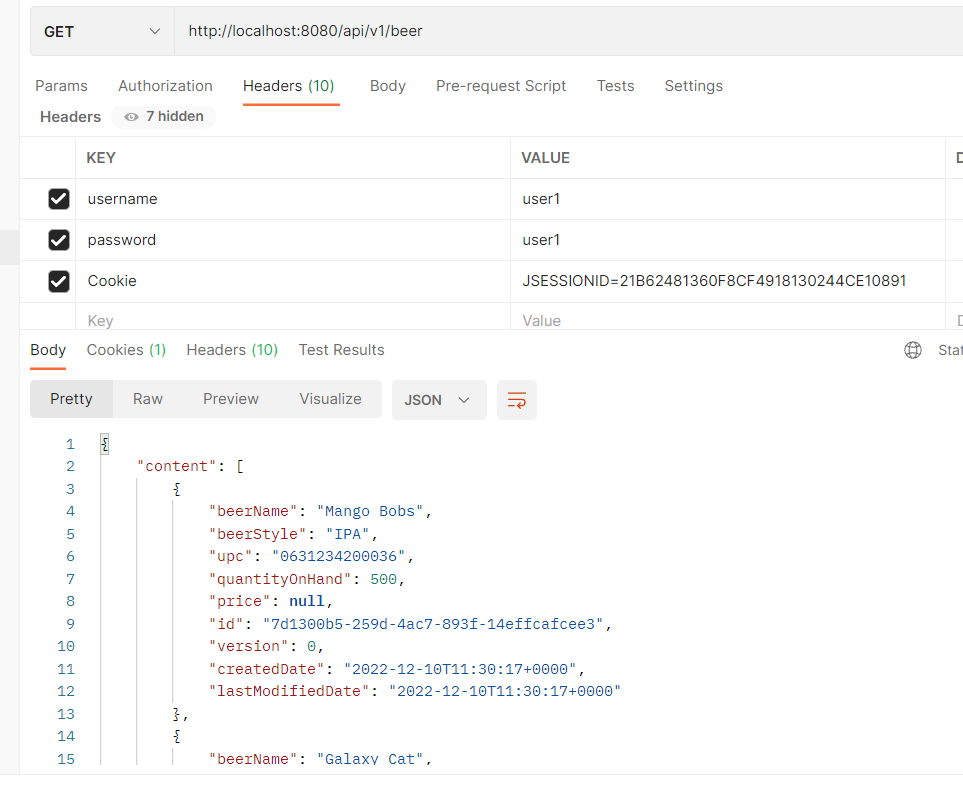 GET http://localhost:8080/api/v1/beer
Params Authorization Headers (10) Body Pre-request Script Tests Settings
Headers 7 hidden
KEY VALUE D
username user1
password user1
Cookie JSESSIONID=21B62481360F8CF4918130244CE10891
Key Value D
Body Cookies (1) Headers (10) Test Results Stat
Pretty Raw Preview Visualize JSON
1 {
2 "content": [
3 {
4 "beerName": "Mango Bobs",
5 "beerStyle": "IPA",
6 "upc": "0631234200036",
7 "quantityOnHand": 500,
8 "price": null,
9 "id": "7d1300b5-259d-4ac7-893f-14effcafcee3",
10 "version": 0,
11 "createdDate": "2022-12-10T11:30:17+0000",
12 "lastModifiedDate": "2022-12-10T11:30:17+0000"
13 },
14 {
15 "beerName": "Galaxy Cat",